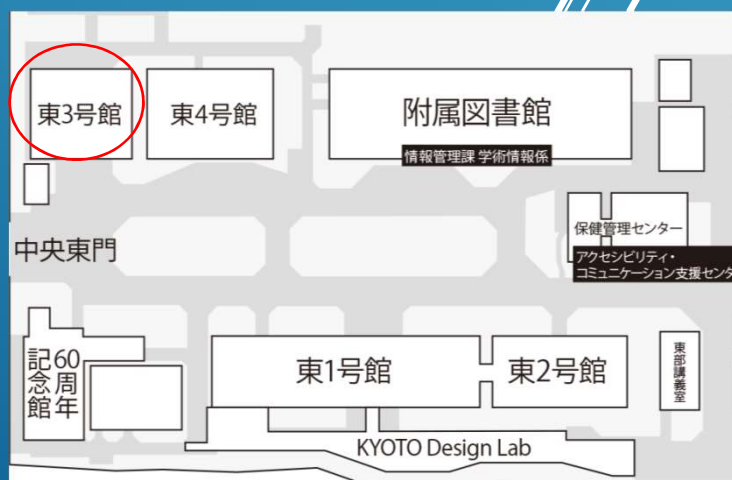 東3号館
東4号館
附属図書館
情報管理課 学術情報係
保健管理センター
アクセシビリティ・
コミュニケーション支援センタ
中央東門
60周年
記念館
東1号館
東2号館
東部講義室
KYOTO Design Lab